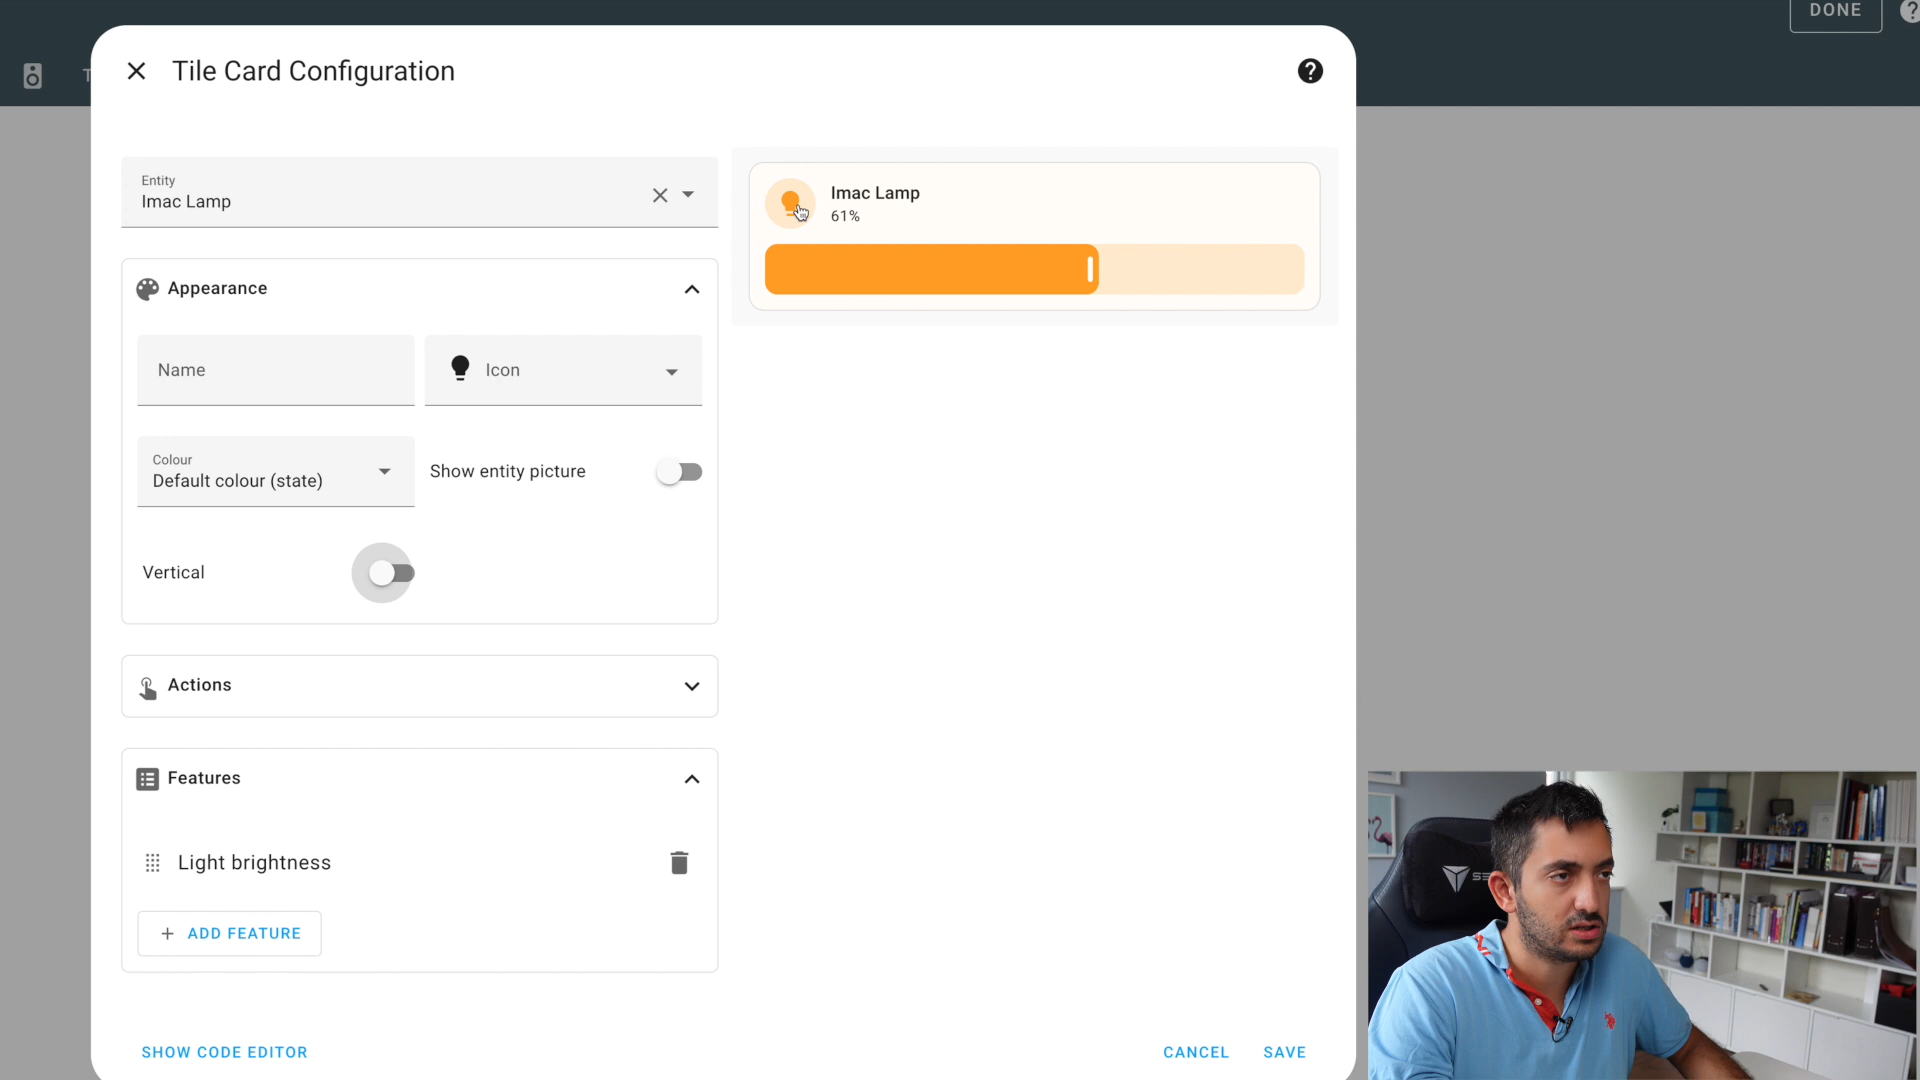 DONE
?
T
Tile Card Configuration
?
Entity
Imac Lamp
Imac Lamp
61%
Appearance
Name
Icon
Colour
Default colour (state)
Show entity picture
Vertical
Actions
Features
Light brightness
+ ADD FEATURE
SHOW CODE EDITOR
CANCEL
SAVE